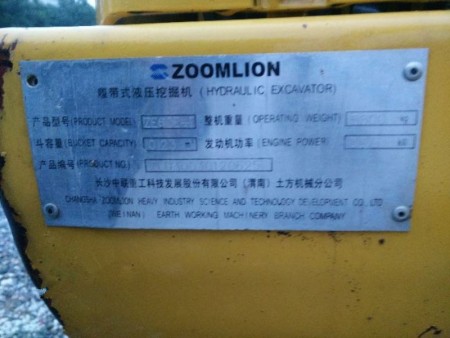 ZOOMLION
履带式液压挖掘机 (HYDRAULIC EXCAVATOR)
产品型号(PRODUCT MODEL) 整机重量(OPERATING WEIGHT) kg
斗容量(BUCKET CAPACITY) 发动机功率(ENGINE POWER)
产品编号(PRODUCT NO)
长沙中联重工科技发展股份有限公司(渭南)土方机械分公司
CHANGSHA ZOOMLION HEAVY INDUSTRY SCIENCE AND TECHNOLOGY DEVELOPMENT CO., LTD
(WEINAN) EARTH WORKING MACHINERY BRANCH COMPANY